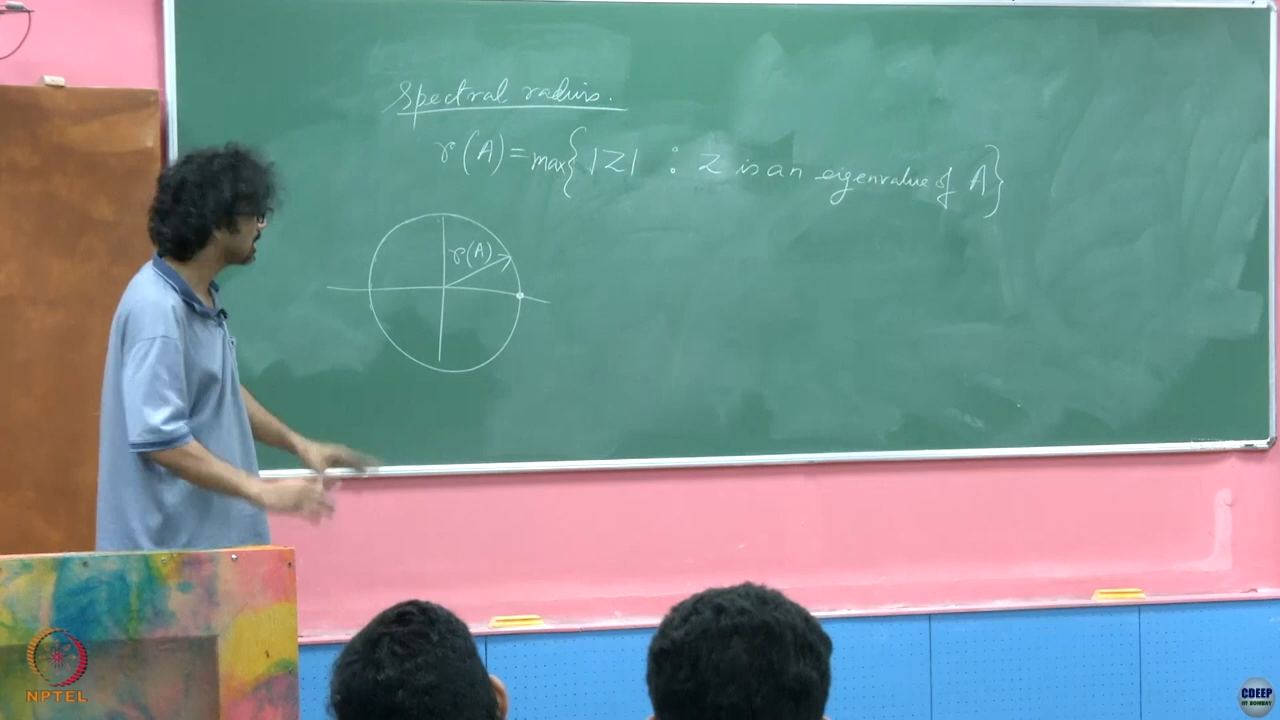 Spectral radius.
r(A) = max{ |Z| : Z is an eigenvalue of A}
r(A)
NPTEL
CDEEP
IIT BOMBAY